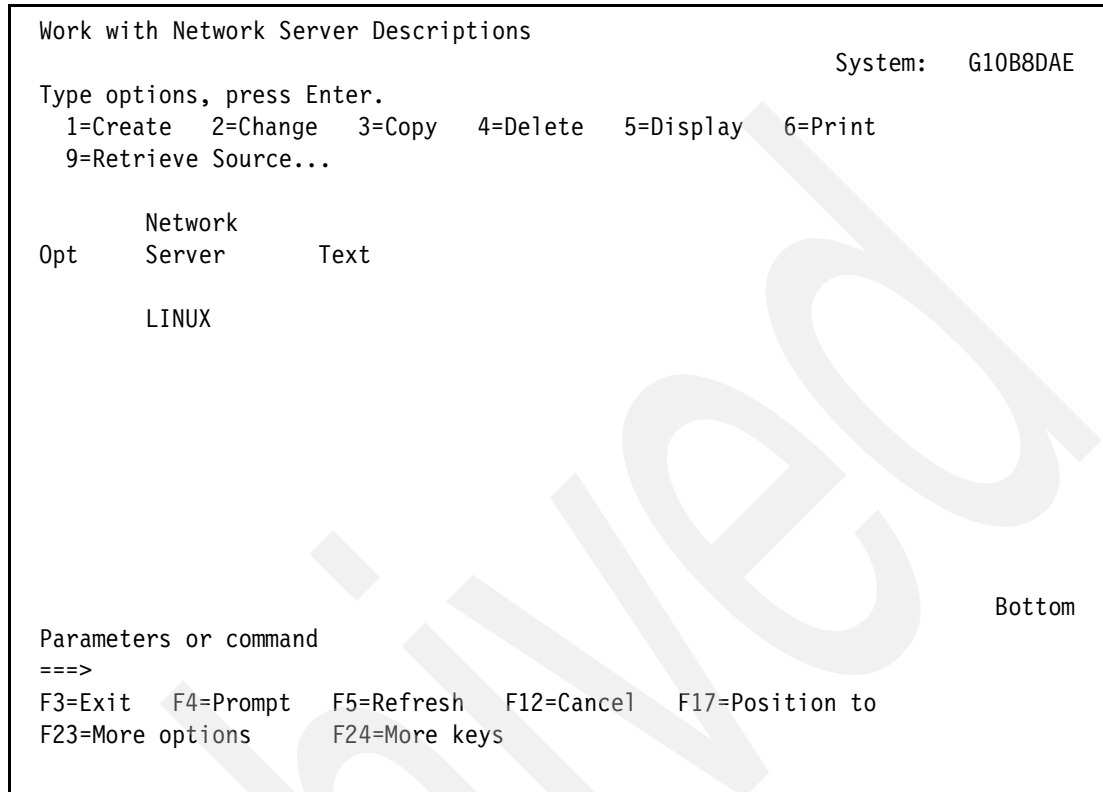 Work with Network Server Descriptions
System: G10B8DAE
Type options, press Enter.
1=Create 2=Change 3=Copy 4=Delete 5=Display 6=Print
9=Retrieve Source...
Network
Opt Server Text
LINUX
Bottom
Parameters or command
===>
F3=Exit F4=Prompt F5=Refresh F12=Cancel F17=Position to
F23=More options F24=More keys
hived